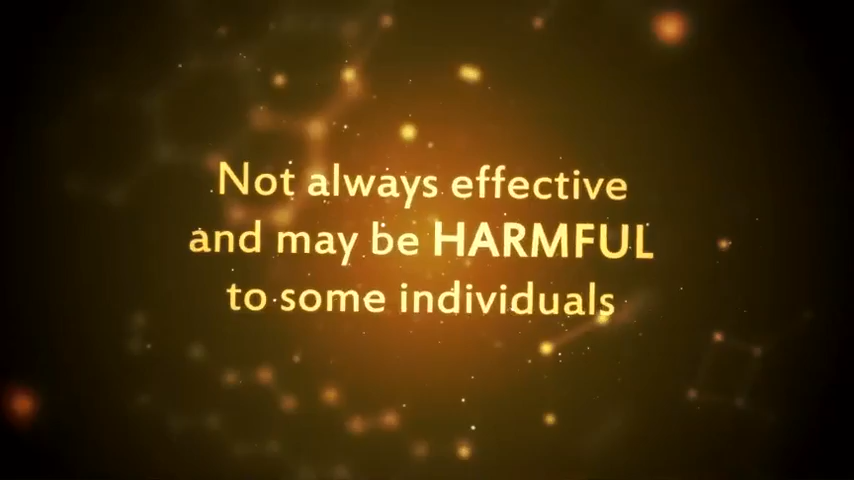 Not always effective
and may be HARMFUL
to some individuals